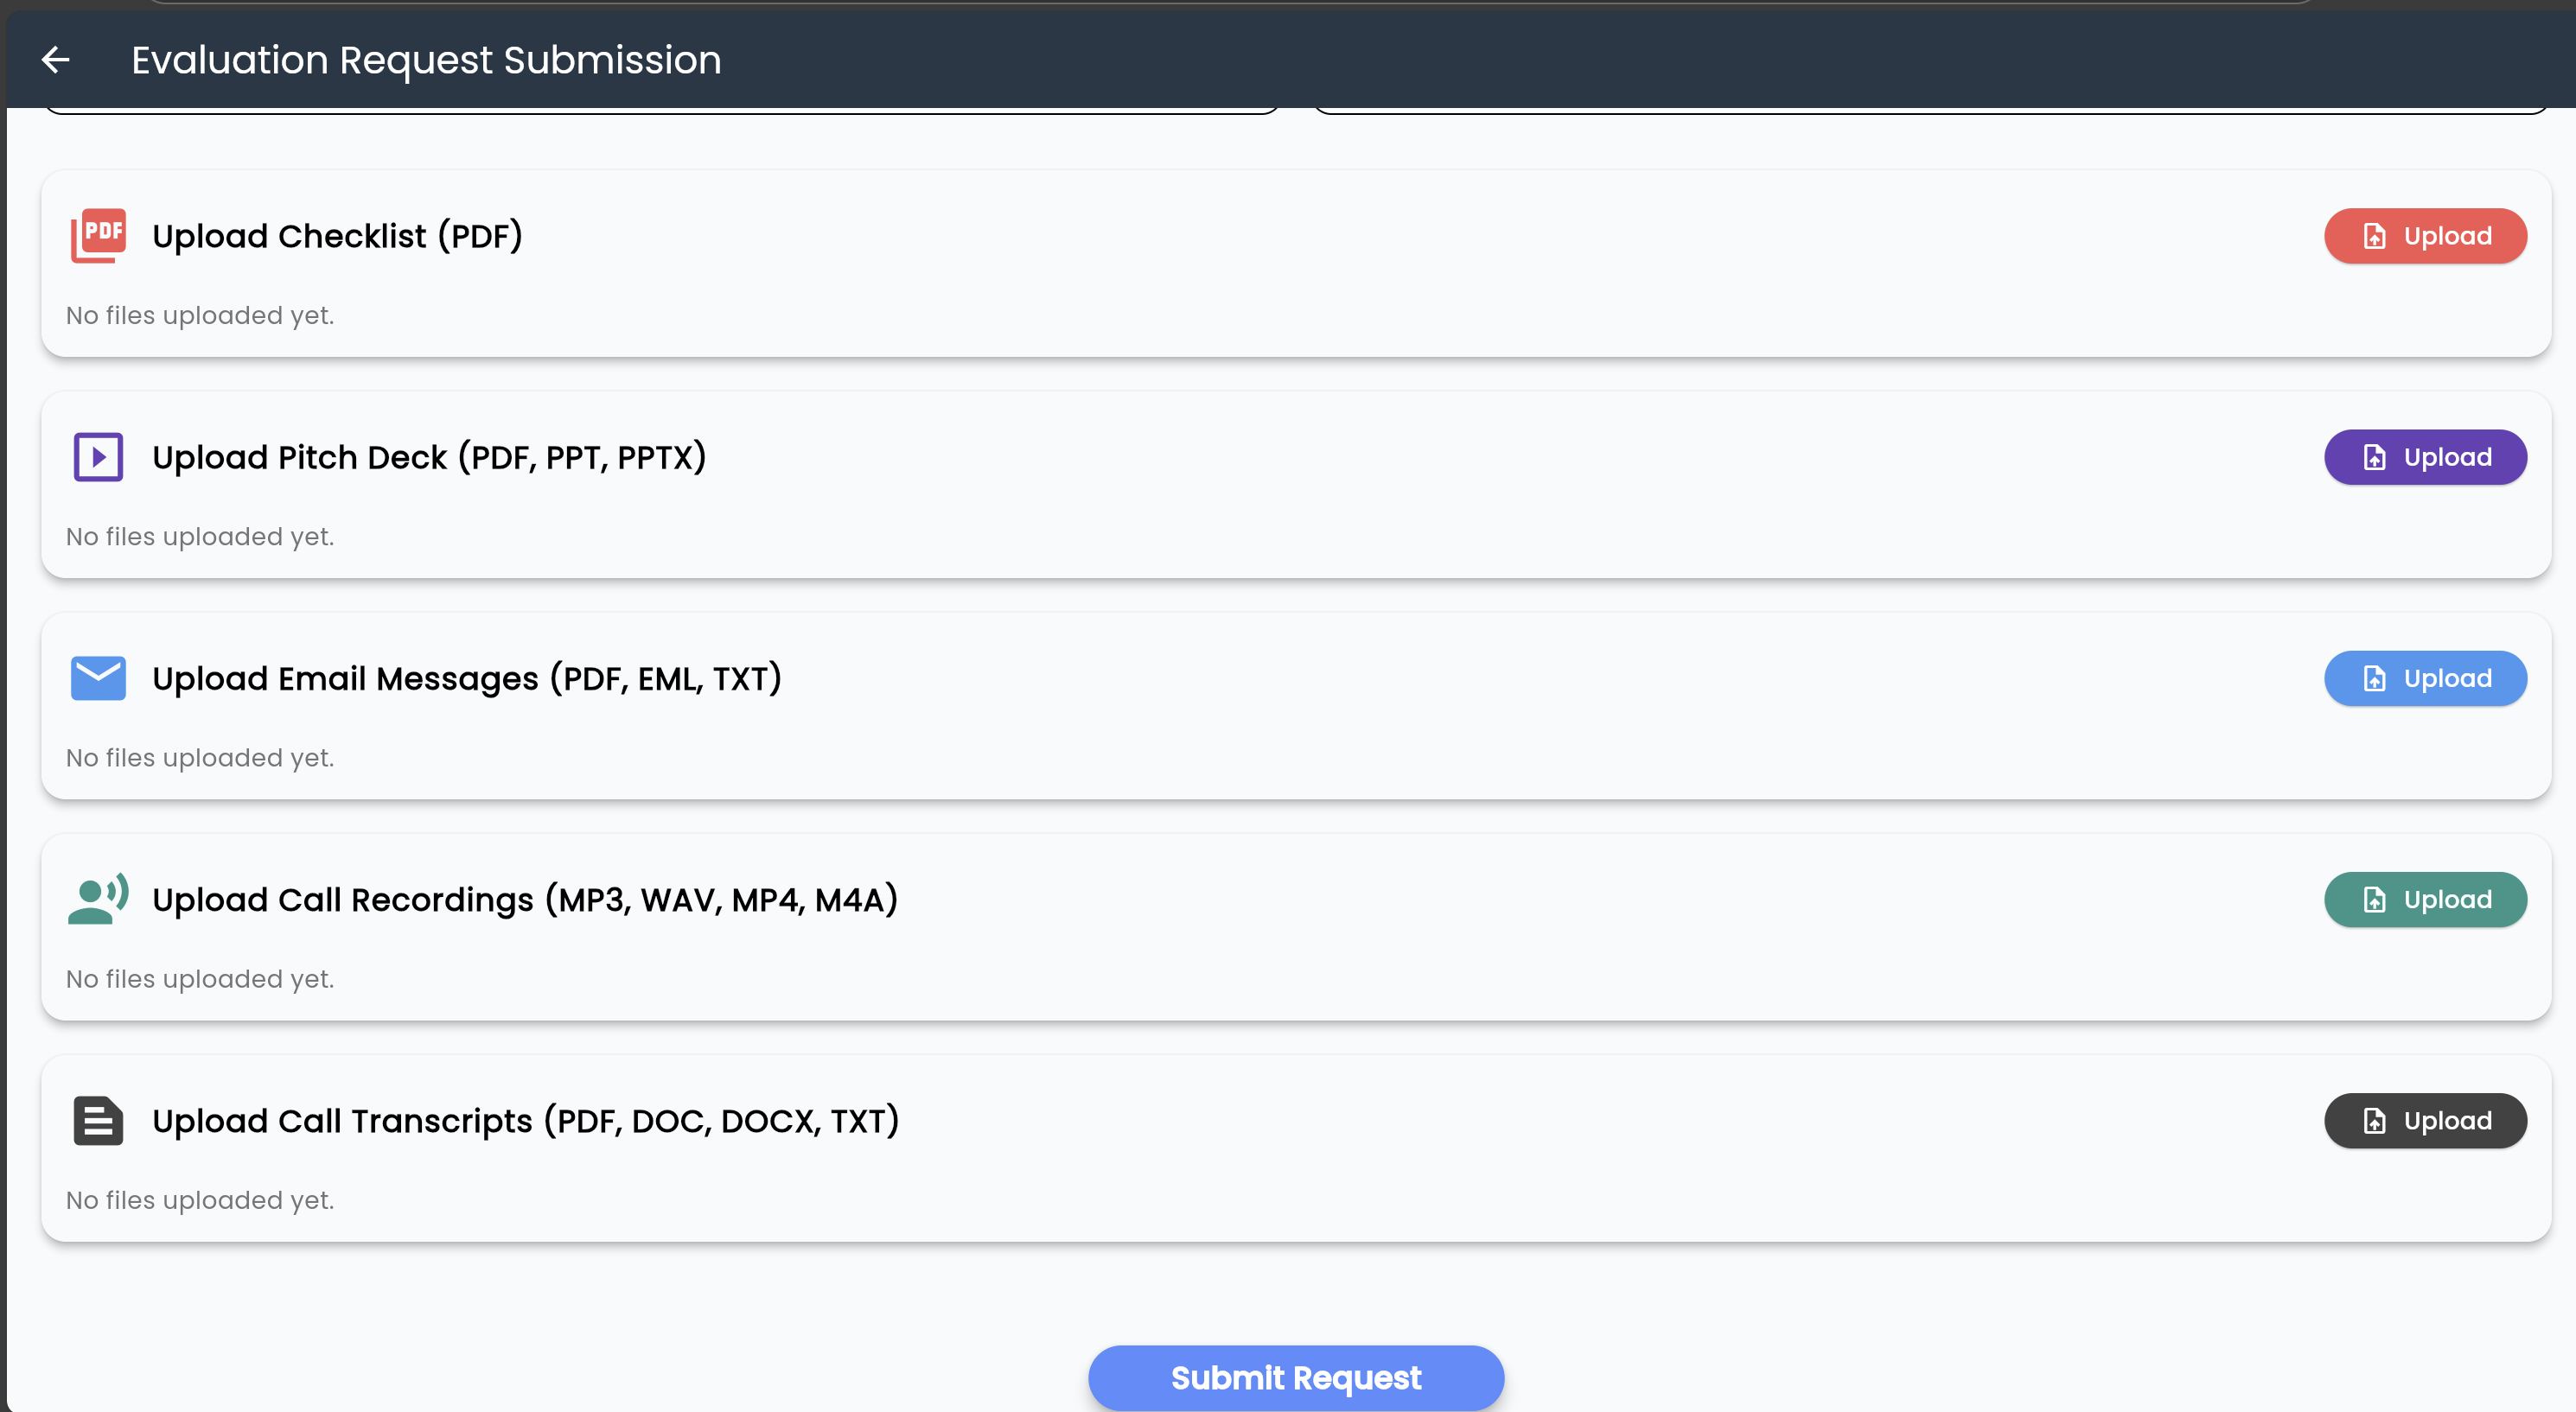 Evaluation Request Submission
PDF
Upload Checklist (PDF)
Upload
No files uploaded yet.
Upload Pitch Deck (PDF, PPT, PPTX)
Upload
No files uploaded yet.
Upload Email Messages (PDF, EML, TXT)
Upload
No files uploaded yet.
Upload Call Recordings (MP3, WAV, MP4, M4A)
Upload
No files uploaded yet.
Upload Call Transcripts (PDF, DOC, DOCX, TXT)
Upload
No files uploaded yet.
Submit Request